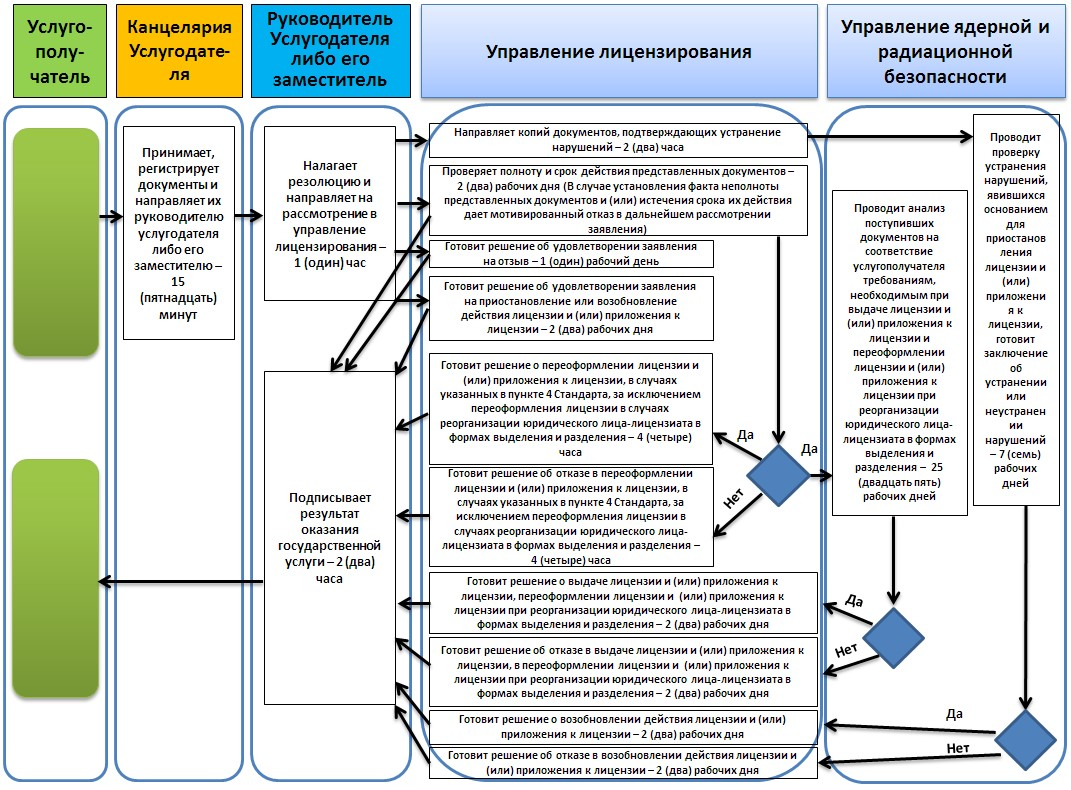 Услуго-
полу-
чатель
Канцелярия
Услугодате-
ля
Руководитель
Услугодателя
либо его
заместитель
Управление лицензирования
Управление ядерной и
радиационной
безопасности
Принимает,
регистрирует
документы и
направляет их
руководителю
услугодателя
либо его
заместителю –
15
(пятнадцать)
минут
Налагает
резолюцию и
направляет на
рассмотрение в
управление
лицензирования –
1 (один) час
Подписывает
результат
оказания
государственной
услуги – 2 (два)
часа
Направляет копий документов, подтверждающих устранение
нарушений – 2 (два) часа
Проверяет полноту и срок действия представленных документов –
2 (два) рабочих дня (В случае установления факта неполноты
представленных документов и (или) истечения срока их действия
дает мотивированный отказ в дальнейшем рассмотрении
заявления)
Готовит решение об удовлетворении заявления
на отзыв – 1 (один) рабочий день
Готовит решение об удовлетворении заявления
на приостановление или возобновление
действия лицензии и (или) приложения к
лицензии – 2 (два) рабочих дня
Готовит решение о переоформлении лицензии и
(или) приложения к лицензии, в случаях
указанных в пункте 4 Стандарта, за исключением
переоформления лицензии в случаях
реорганизации юридического лица-лицензиата в
формах выделения и разделения – 4 (четыре)
часа
Готовит решение об отказе в переоформлении
лицензии и (или) приложения к лицензии, в
случаях указанных в пункте 4 Стандарта, за
исключением переоформления лицензии в
случаях реорганизации юридического лица-
лицензиата в формах выделения и разделения –
4 (четыре) часа
Готовит решение о выдаче лицензии и (или) приложения к
лицензии, переоформлении лицензии и (или) приложения к
лицензии при реорганизации юридического лица-лицензиата в
формах выделения и разделения – 2 (два) рабочих дня
Готовит решение об отказе в выдаче лицензии и (или) приложения к
лицензии, в переоформлении лицензии и (или) приложения к
лицензии при реорганизации юридического лица-лицензиата в
формах выделения и разделения – 2 (два) рабочих дня
Готовит решение о возобновлении действия лицензии и (или)
приложения к лицензии – 2 (два) рабочих дня
Готовит решение об отказе в возобновлении действия лицензии и
(или) приложения к лицензии – 2 (два) рабочих дня
Да
Нет
Да
Проводит анализ
поступивших
документов на
соответствие
услугополучателя
требованиям,
необходимым при
выдаче лицензии и
(или) приложения к
лицензии и
переоформлении
лицензии и (или)
приложения к
лицензии при
реорганизации
юридического лица-
лицензиата в формах
выделения и
разделения – 25
(двадцать пять)
рабочих дней
Да
Нет
Проводит
проверку
устранения
нарушений,
явившихся
основанием
для
приостанов
ления
лицензии и
(или)
приложени
я к
лицензии,
готовит
заключение
об
устранении
или
неустранен
ии
нарушений
– 7 (семь)
рабочих
дней
Да
Нет